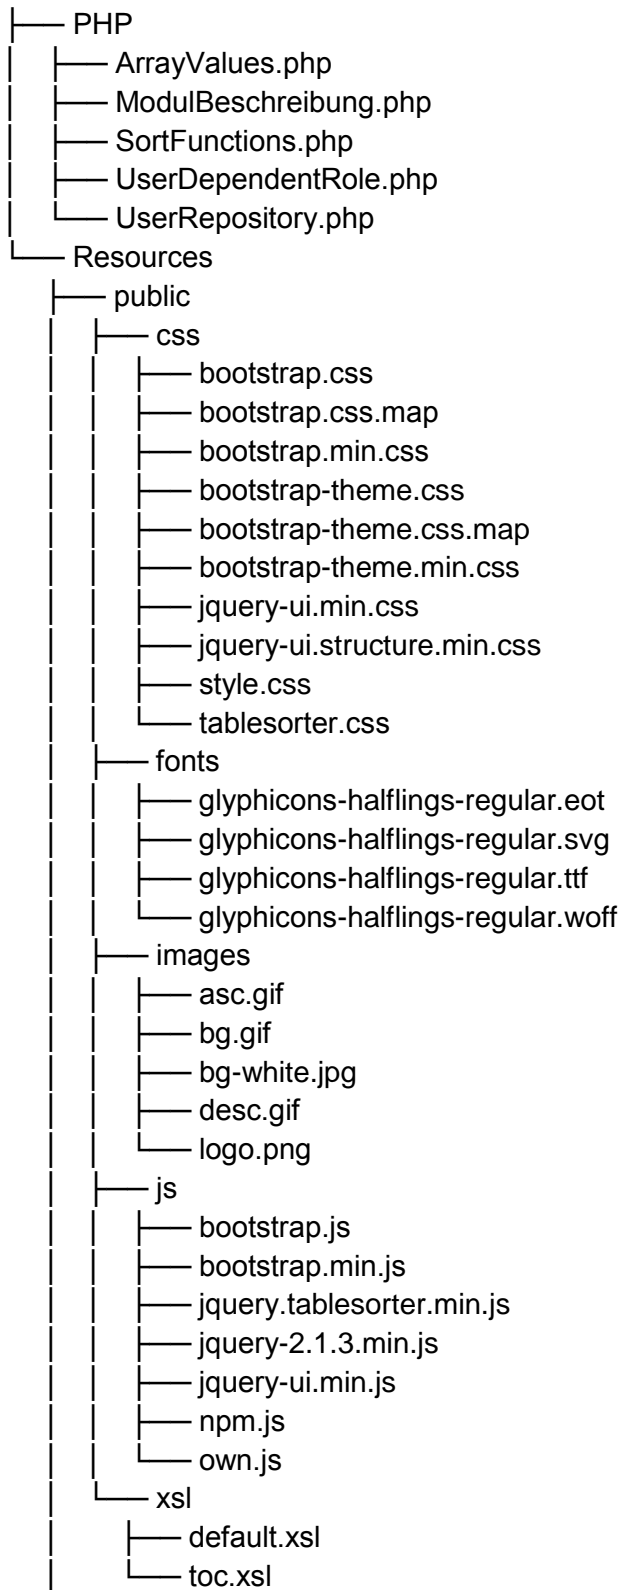 PHP
ArrayValues.php
ModulBeschreibung.php
SortFunctions.php
UserDependentRole.php
UserRepository.php
Resources
public
css
bootstrap.css
bootstrap.css.map
bootstrap.min.css
bootstrap-theme.css
bootstrap-theme.css.map
bootstrap-theme.min.css
jquery-ui.min.css
jquery-ui.structure.min.css
style.css
tablesorter.css
fonts
glyphicons-halflings-regular.eot
glyphicons-halflings-regular.svg
glyphicons-halflings-regular.ttf
glyphicons-halflings-regular.woff
images
asc.gif
bg.gif
bg-white.jpg
desc.gif
logo.png
js
bootstrap.js
bootstrap.min.js
jquery.tablesorter.min.js
jquery-2.1.3.min.js
jquery-ui.min.js
npm.js
own.js
xsl
default.xsl
toc.xsl